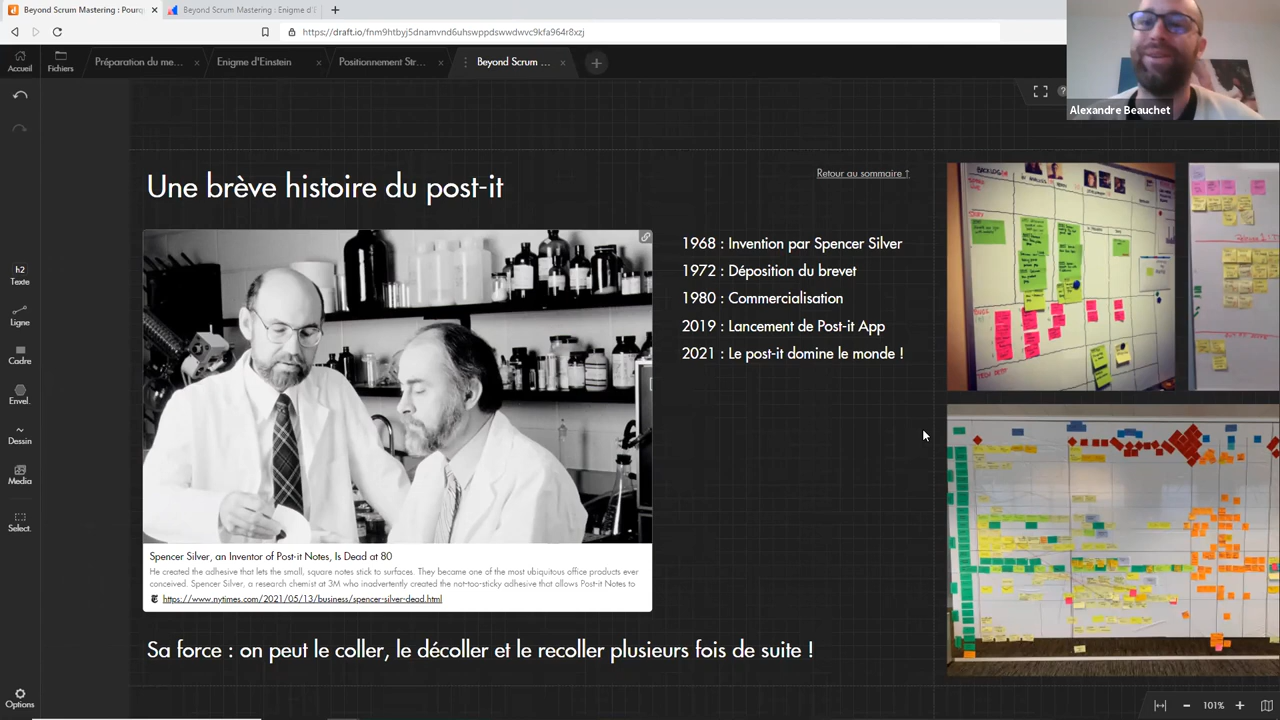 Beyond Scrum Mastering : Pourq
Beyond Scrum Mastering : Enigme d'E
https://draft.io/fnm9htbyj5dnamvnd6uhswppdswwdwvc9kfa964r8xzj
Accueil
Fichiers
Préparation du me...
Enigme d'Einstein
Positionnement Str...
Beyond Scrum ...
Alexandre Beauchet
Une brève histoire du post-it
Retour au sommaire ↑
1968 : Invention par Spencer Silver
1972 : Déposition du brevet
1980 : Commercialisation
2019 : Lancement de Post-it App
2021 : Le post-it domine le monde !
h2
Texte
Ligne
Cadre
Envel.
Dessin
Media
Select.
Options
BACKLOG
Spencer Silver, an Inventor of Post-it Notes, Is Dead at 80
He created the adhesive that lets the small, square notes stick to surfaces. They became one of the most ubiquitous office products ever
conceived. Spencer Silver, a research chemist at 3M who inadvertently created the not-too-sticky adhesive that allows Post-it Notes to
https://www.nytimes.com/2021/05/13/business/spencer-silver-dead.html
Sa force : on peut le coller, le décoller et le recoller plusieurs fois de suite !
101%